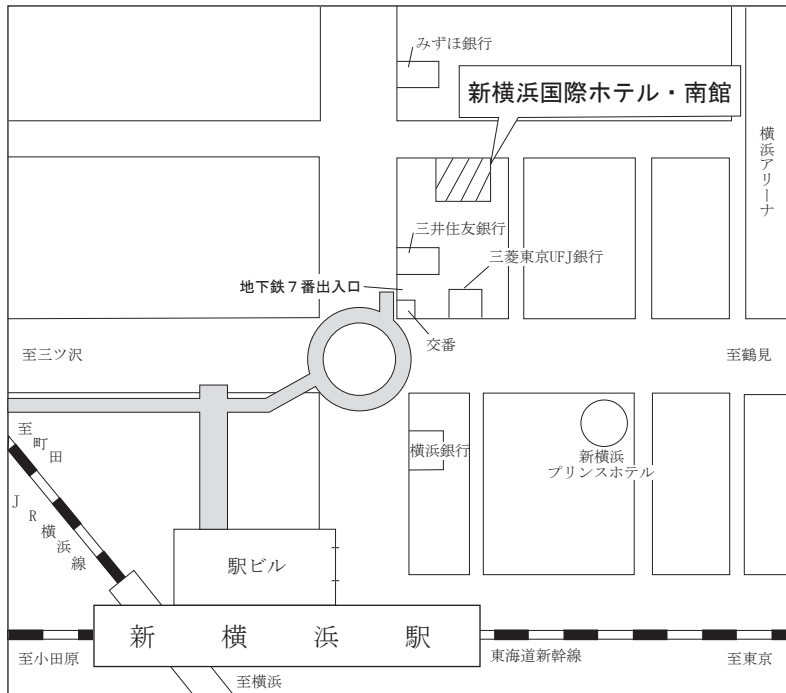 みずほ銀行
新横浜国際ホテル・南館
横浜アリーナ
三井住友銀行
三菱東京UFJ銀行
地下鉄７番出入口
交番
至三ツ沢
至鶴見
至町田
JR横浜線
横浜銀行
新横浜
プリンスホテル
駅ビル
新横浜駅
至小田原
至横浜
東海道新幹線
至東京